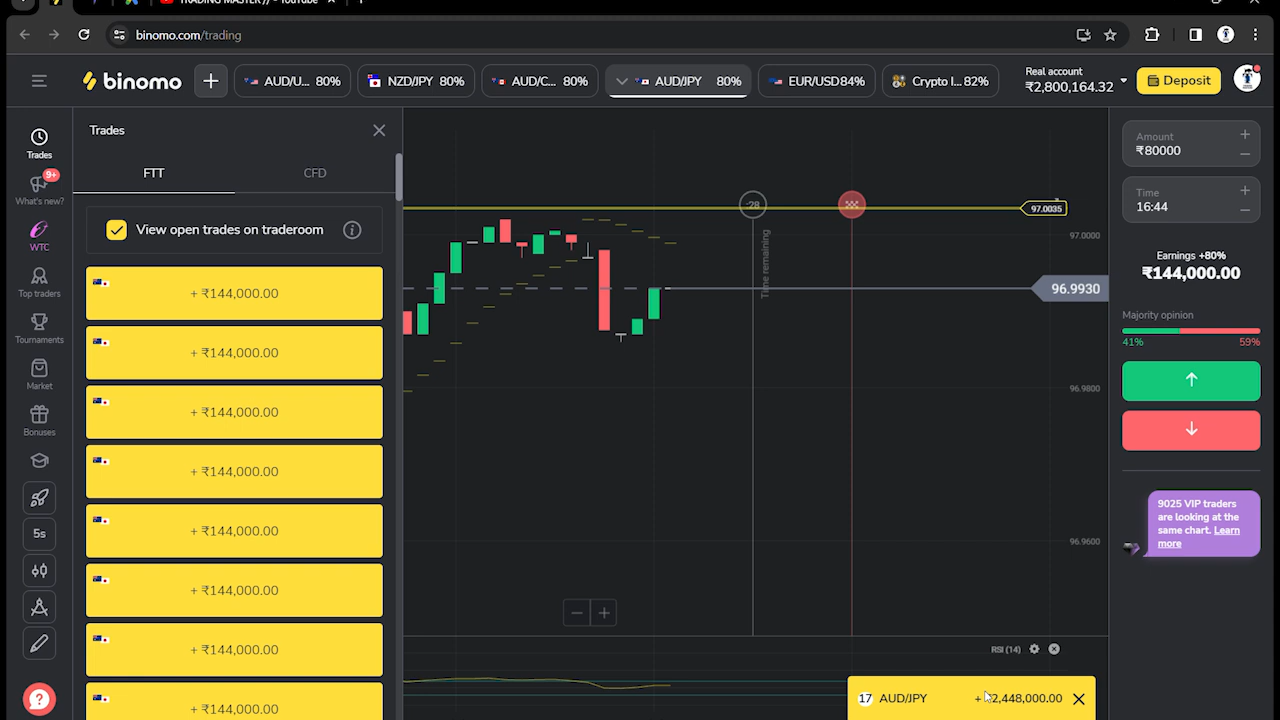 TRADING MASTER // - YouTube
binomo.com/trading
binomo
AUD/U... 80%
NZD/JPY 80%
AUD/C... 80%
AUD/JPY 80%
EUR/USD 84%
Crypto I... 82%
Real account
₹2,800,164.32
Deposit
Trades
What's new?
9+
WTC
Top traders
Tournaments
Market
Bonuses
5s
?
Trades
FTT
CFD
View open trades on traderoom
+ ₹144,000.00
+ ₹144,000.00
+ ₹144,000.00
+ ₹144,000.00
+ ₹144,000.00
+ ₹144,000.00
+ ₹144,000.00
+ ₹144,000.00
Time remaining
97.0035
97.0000
96.9930
96.9800
96.9600
RSI (14)
17 AUD/JPY
Amount
₹80000
Time
16:44
Earnings +80%
₹144,000.00
Majority opinion
41%
59%
9025 VIP traders
are looking at the
same chart. Learn
more